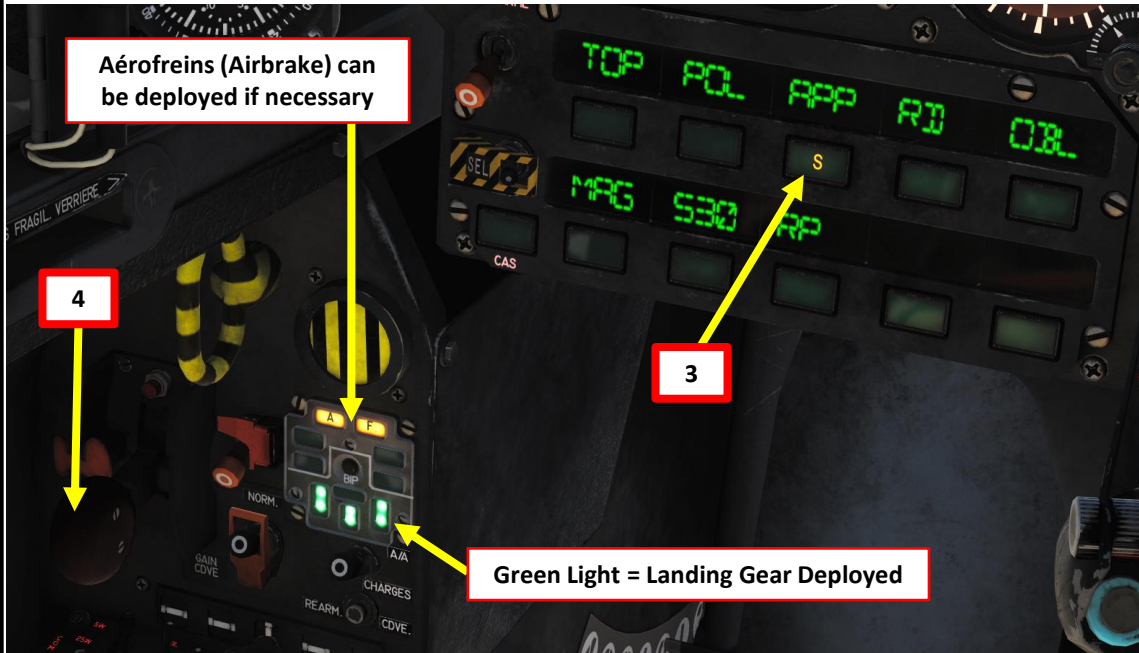 Aérofreins (Airbrake) can
be deployed if necessary
TOP POL APP RD OBL
S
SEL
MAG S30 RP
CAS
FRAGIL. VERRIERE
4
3
A F
BIP
NORM.
GAIN
CDVE
A/A
CHARGES
REARM.
CDVE.
Green Light = Landing Gear Deployed